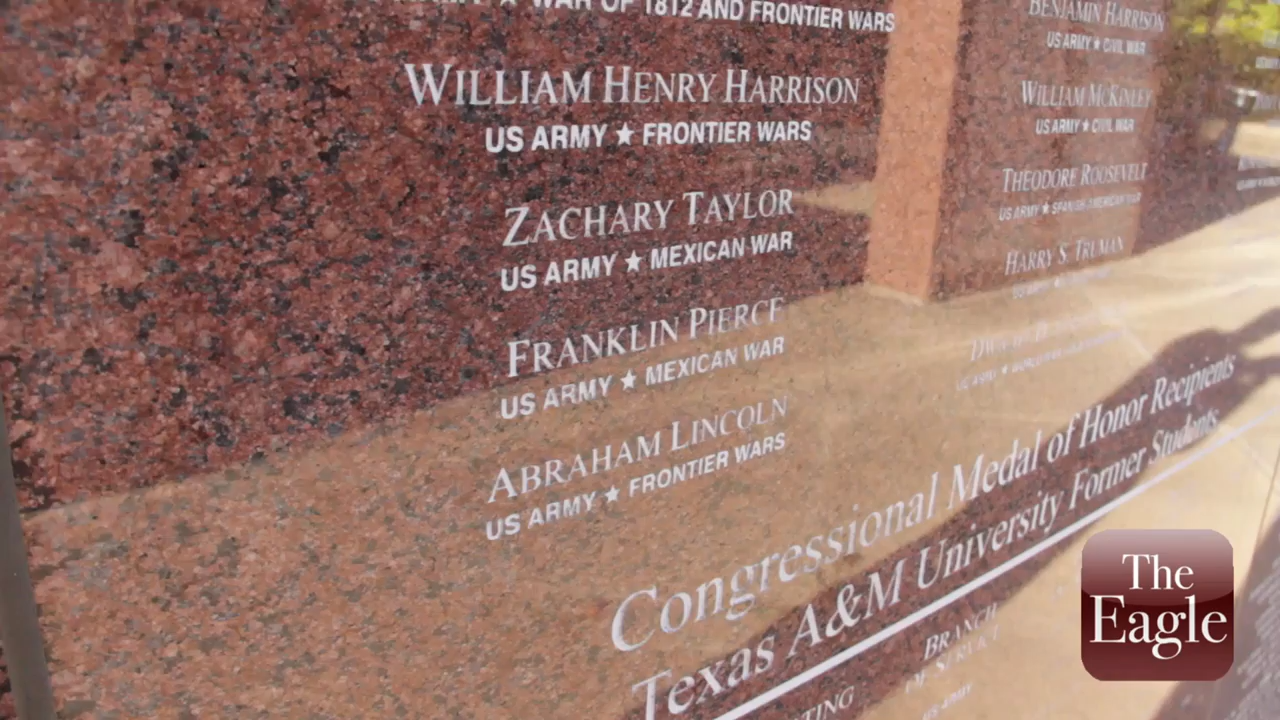 WAR OF 1812 AND FRONTIER WARS
WILLIAM HENRY HARRISON
US ARMY ★ FRONTIER WARS
ZACHARY TAYLOR
US ARMY ★ MEXICAN WAR
FRANKLIN PIERCE
US ARMY ★ MEXICAN WAR
ABRAHAM LINCOLN
US ARMY ★ FRONTIER WARS
BENJAMIN HARRISON
US ARMY ★ CIVIL WAR
WILLIAM MCKINLEY
US ARMY ★ CIVIL WAR
THEODORE ROOSEVELT
US ARMY ★ SPANISH AMERICAN WAR
HARRY S. TRUMAN
Congressional Medal of Honor Recipients
Texas A&M University Former Students
BRANCH
OF SERVICE
US ARMY
The
Eagle